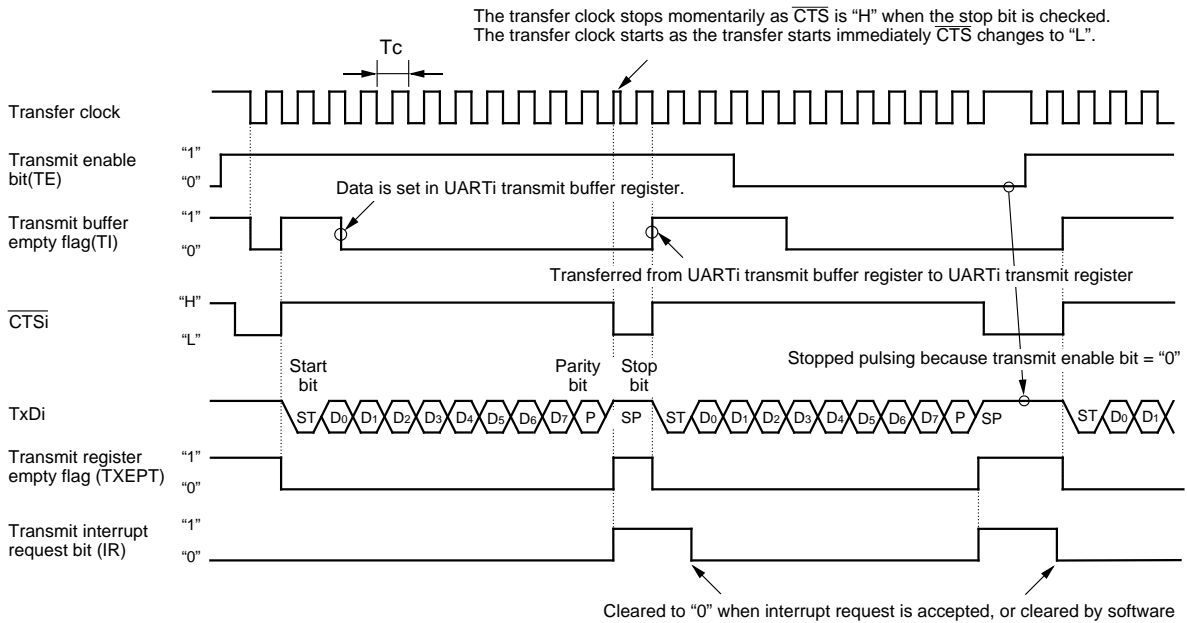 The transfer clock stops momentarily as CTS is “H” when the stop bit is checked.
The transfer clock starts as the transfer starts immediately CTS changes to “L”.
Tc
Transfer clock
Transmit enable
bit(TE)
“1”
“0”
Data is set in UARTi transmit buffer register.
Transmit buffer
empty flag(TI)
“1”
“0”
Transferred from UARTi transmit buffer register to UARTi transmit register
CTSi
“H”
“L”
Stopped pulsing because transmit enable bit = “0”
Start
bit
Parity
bit
Stop
bit
TxDi
ST D0 D1 D2 D3 D4 D5 D6 D7 P SP ST D0 D1 D2 D3 D4 D5 D6 D7 P SP ST D0 D1
Transmit register
empty flag (TXEPT)
“1”
“0”
Transmit interrupt
request bit (IR)
“1”
“0”
Cleared to “0” when interrupt request is accepted, or cleared by software